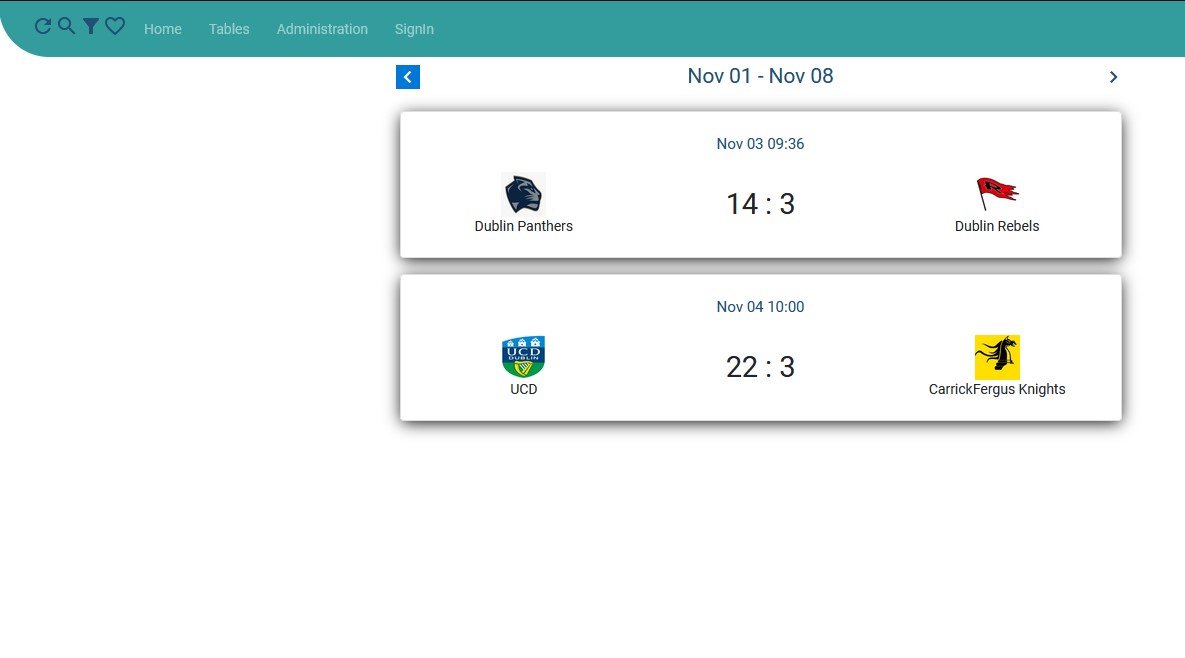 Home Tables Administration SignIn
Nov 01 - Nov 08
Nov 03 09:36
14 : 3
Dublin Panthers Dublin Rebels
Nov 04 10:00
UCD
DUBLIN
22 : 3
UCD CarrickFergus Knights